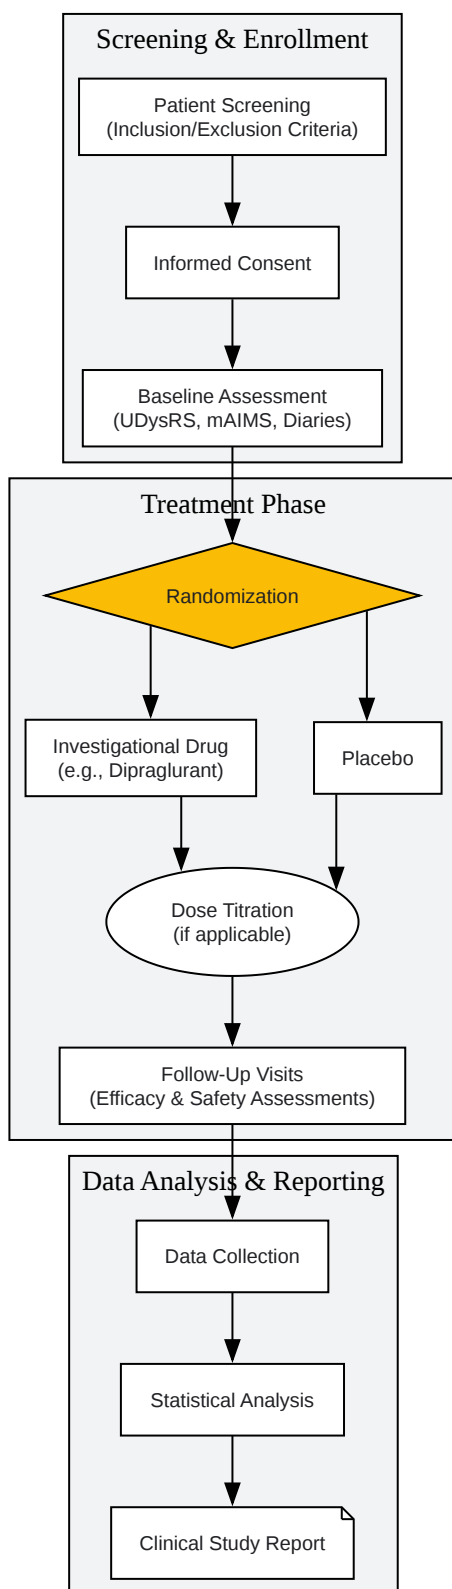 Screening & Enrollment
Patient Screening
(Inclusion/Exclusion Criteria)
Informed Consent
Baseline Assessment
(UDysRS, mAIMS, Diaries)
Treatment Phase
Randomization
Investigational Drug
(e.g., Dipraglurant)
Placebo
Dose Titration
(if applicable)
Follow-Up Visits
(Efficacy & Safety Assessments)
Data Analysis & Reporting
Data Collection
Statistical Analysis
Clinical Study Report